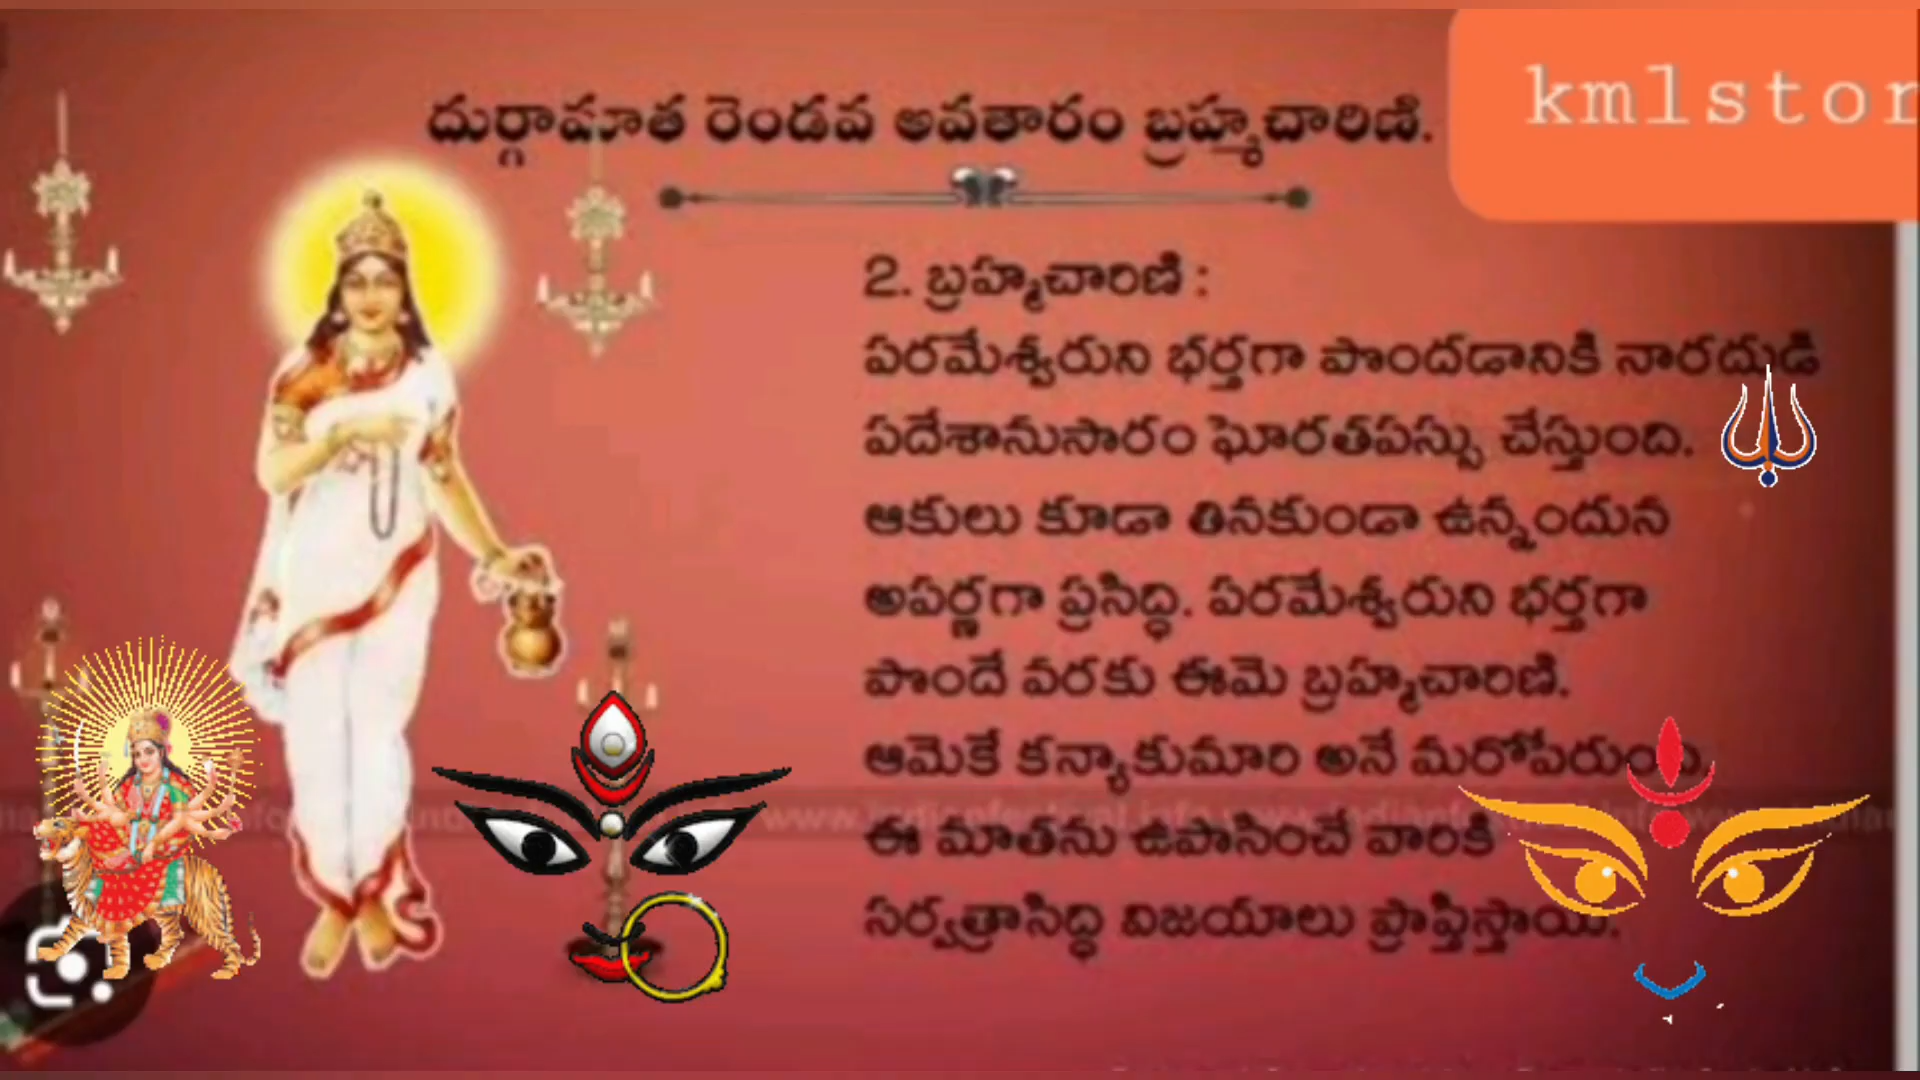 దుర్గామాత రెండవ అవతారం బ్రహ్మచారిణి.
kmlstor
2. బ్రహ్మచారిణి :
పరమేశ్వరుని భర్తగా పొందడానికి నారదుడి
పదేశానుసారం ఘోరతపస్సు చేస్తుంది.
ఆకులు కూడా తినకుండా ఉన్నందున
అపర్ణగా ప్రసిద్ధి. పరమేశ్వరుని భర్తగా
పొందే వరకు ఈమె బ్రహ్మచారిణి.
ఆమెకే కన్యాకుమారి అనే మరోపేరుంది.
ఈ మాతను ఉపాసించే వారికి
సర్వత్రాసిద్ధి విజయాలు ప్రాప్తిస్తాయి.